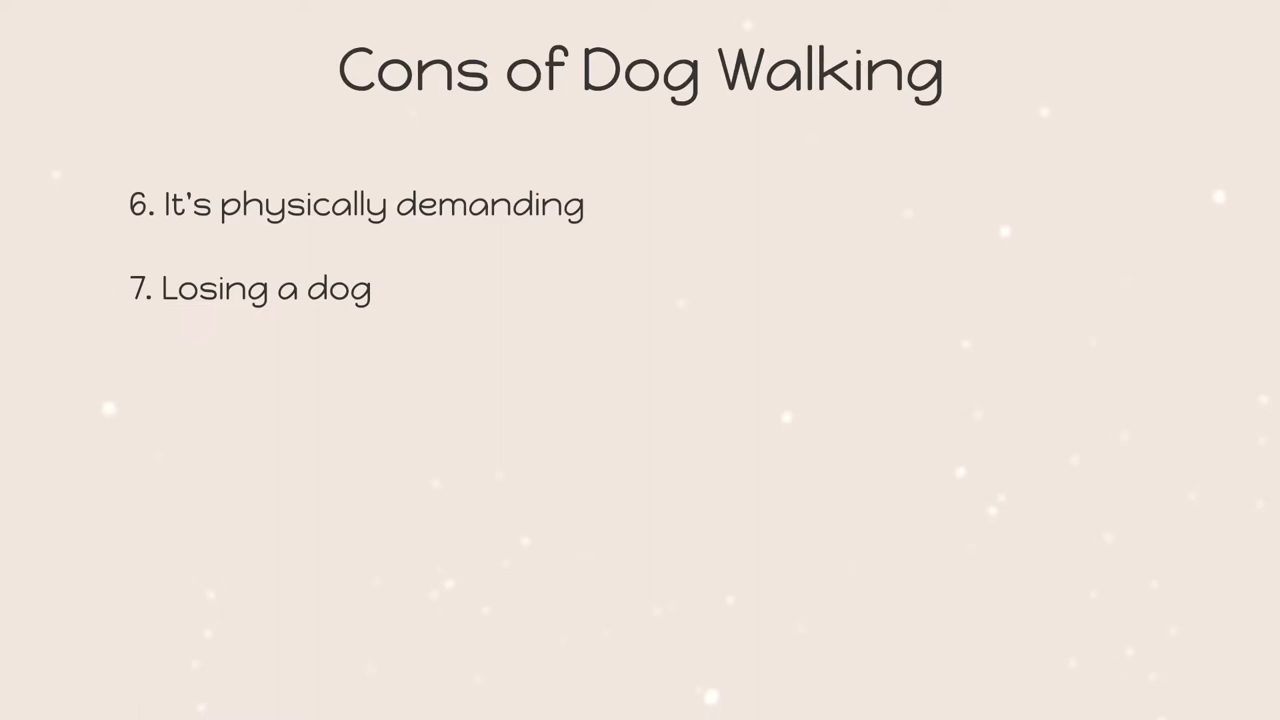 Cons of Dog Walking
6. It's physically demanding
7. Losing a dog